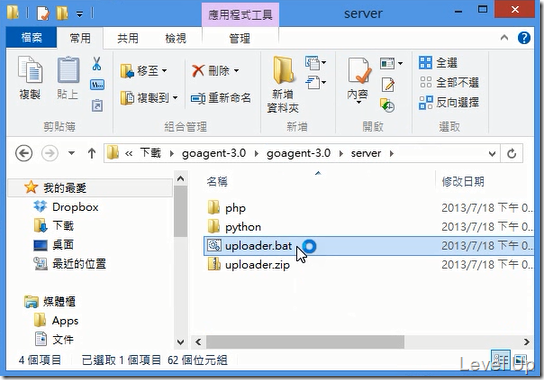 應用程式工具
server
檔案
常用
共用
檢視
管理
複製
貼上
剪貼簿
移至
複製到
刪除
重新命名
組合管理
新增
資料夾
新增
內容
開啟
全選
全部不選
反向選擇
選取
« 下載 goagent-3.0 goagent-3.0 server
我的最愛
Dropbox
下載
桌面
最近的位置
媒體櫃
Apps
文件
名稱 修改日期
php 2013/7/18 下午 0...
python 2013/7/18 下午 0...
uploader.bat 2013/7/18 下午 0...
uploader.zip 2013/7/18 下午 0...
4 個項目 已選取 1 個項目 62 個位元組
Level Up